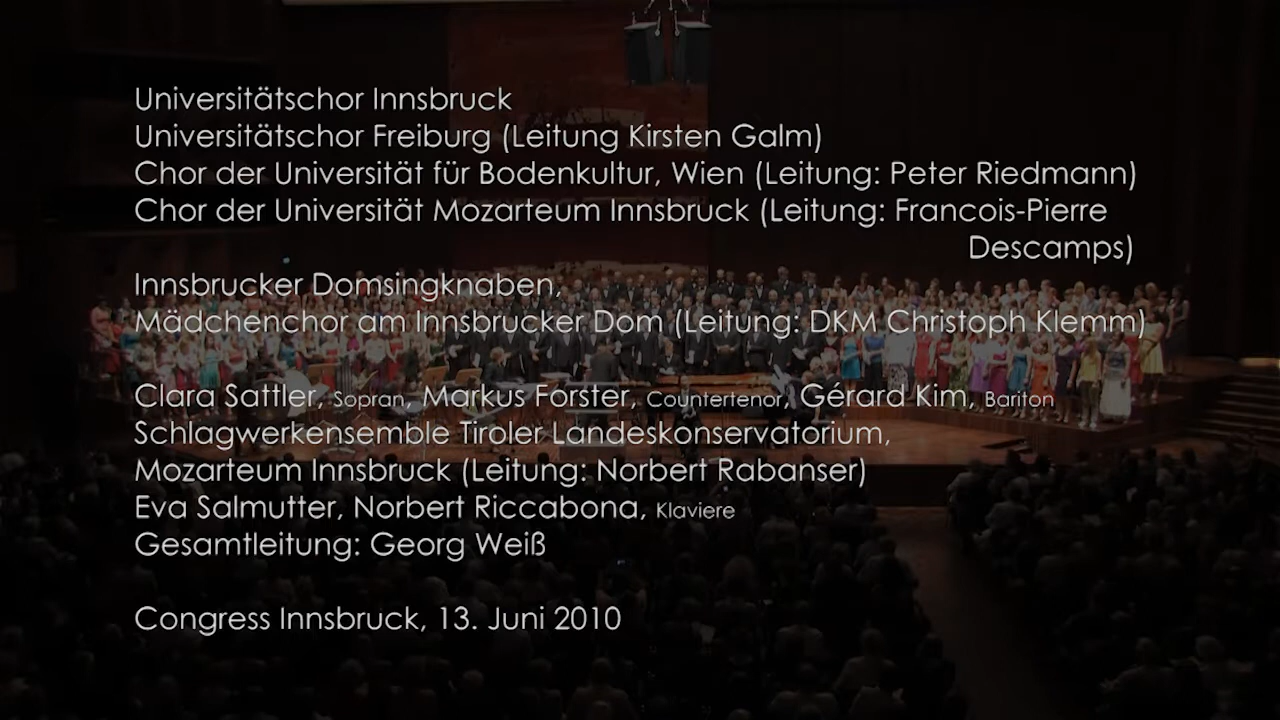 Universitätschor Innsbruck
Universitätschor Freiburg (Leitung Kirsten Galm)
Chor der Universität für Bodenkultur, Wien (Leitung: Peter Riedmann)
Chor der Universität Mozarteum Innsbruck (Leitung: Francois-Pierre
Descamps)
Innsbrucker Domsingknaben,
Mädchenchor am Innsbrucker Dom (Leitung: DKM Christoph Klemm)
Clara Sattler, Sopran, Markus Forster, Countertenor, Gérard Kim, Bariton
Schlagwerkensemble Tiroler Landeskonservatorium,
Mozarteum Innsbruck (Leitung: Norbert Rabanser)
Eva Salmutter, Norbert Riccabona, Klaviere
Gesamtleitung: Georg Weiß
Congress Innsbruck, 13. Juni 2010